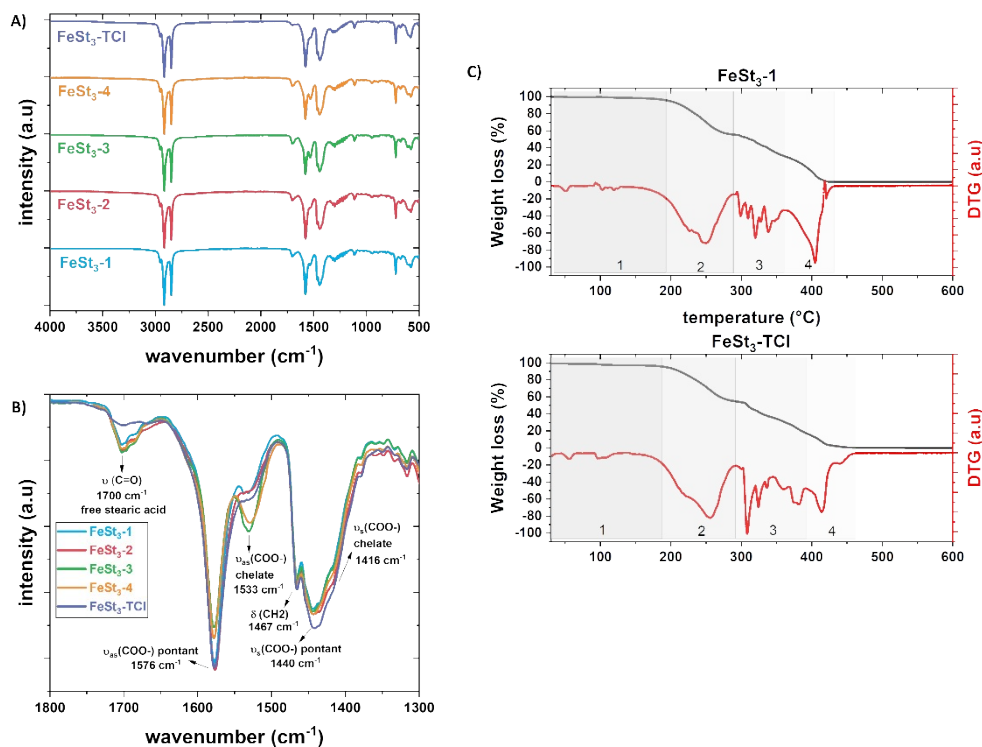 A)
FeSt₃-TCl
FeSt₃-4
FeSt₃-3
FeSt₃-2
FeSt₃-1
intensity (a.u)
4000 3500 3000 2500 2000 1500 1000 500
wavenumber (cm⁻¹)
B)
υ (C=O)
1700 cm⁻¹
free stearic acid
FeSt₃-1
FeSt₃-2
FeSt₃-3
FeSt₃-4
FeSt₃-TCl
υas(COO-) pontant
1576 cm⁻¹
υas(COO-)
chelate
1533 cm⁻¹
δ (CH2)
1467 cm⁻¹
υs(COO-) pontant
1440 cm⁻¹
υs(COO-)
chelate
1416 cm⁻¹
intensity (a.u)
1800 1700 1600 1500 1400 1300
wavenumber (cm⁻¹)
C)
FeSt₃-1
Weight loss (%)
100
80
60
40
20
0
-20
-40
-60
-80
-100
1 2 3 4
DTG (a.u)
100 200 300 400 500 600
temperature (°C)
FeSt₃-TCl
Weight loss (%)
100
80
60
40
20
0
-20
-40
-60
-80
-100
1 2 3 4
DTG (a.u)
100 200 300 400 500 600